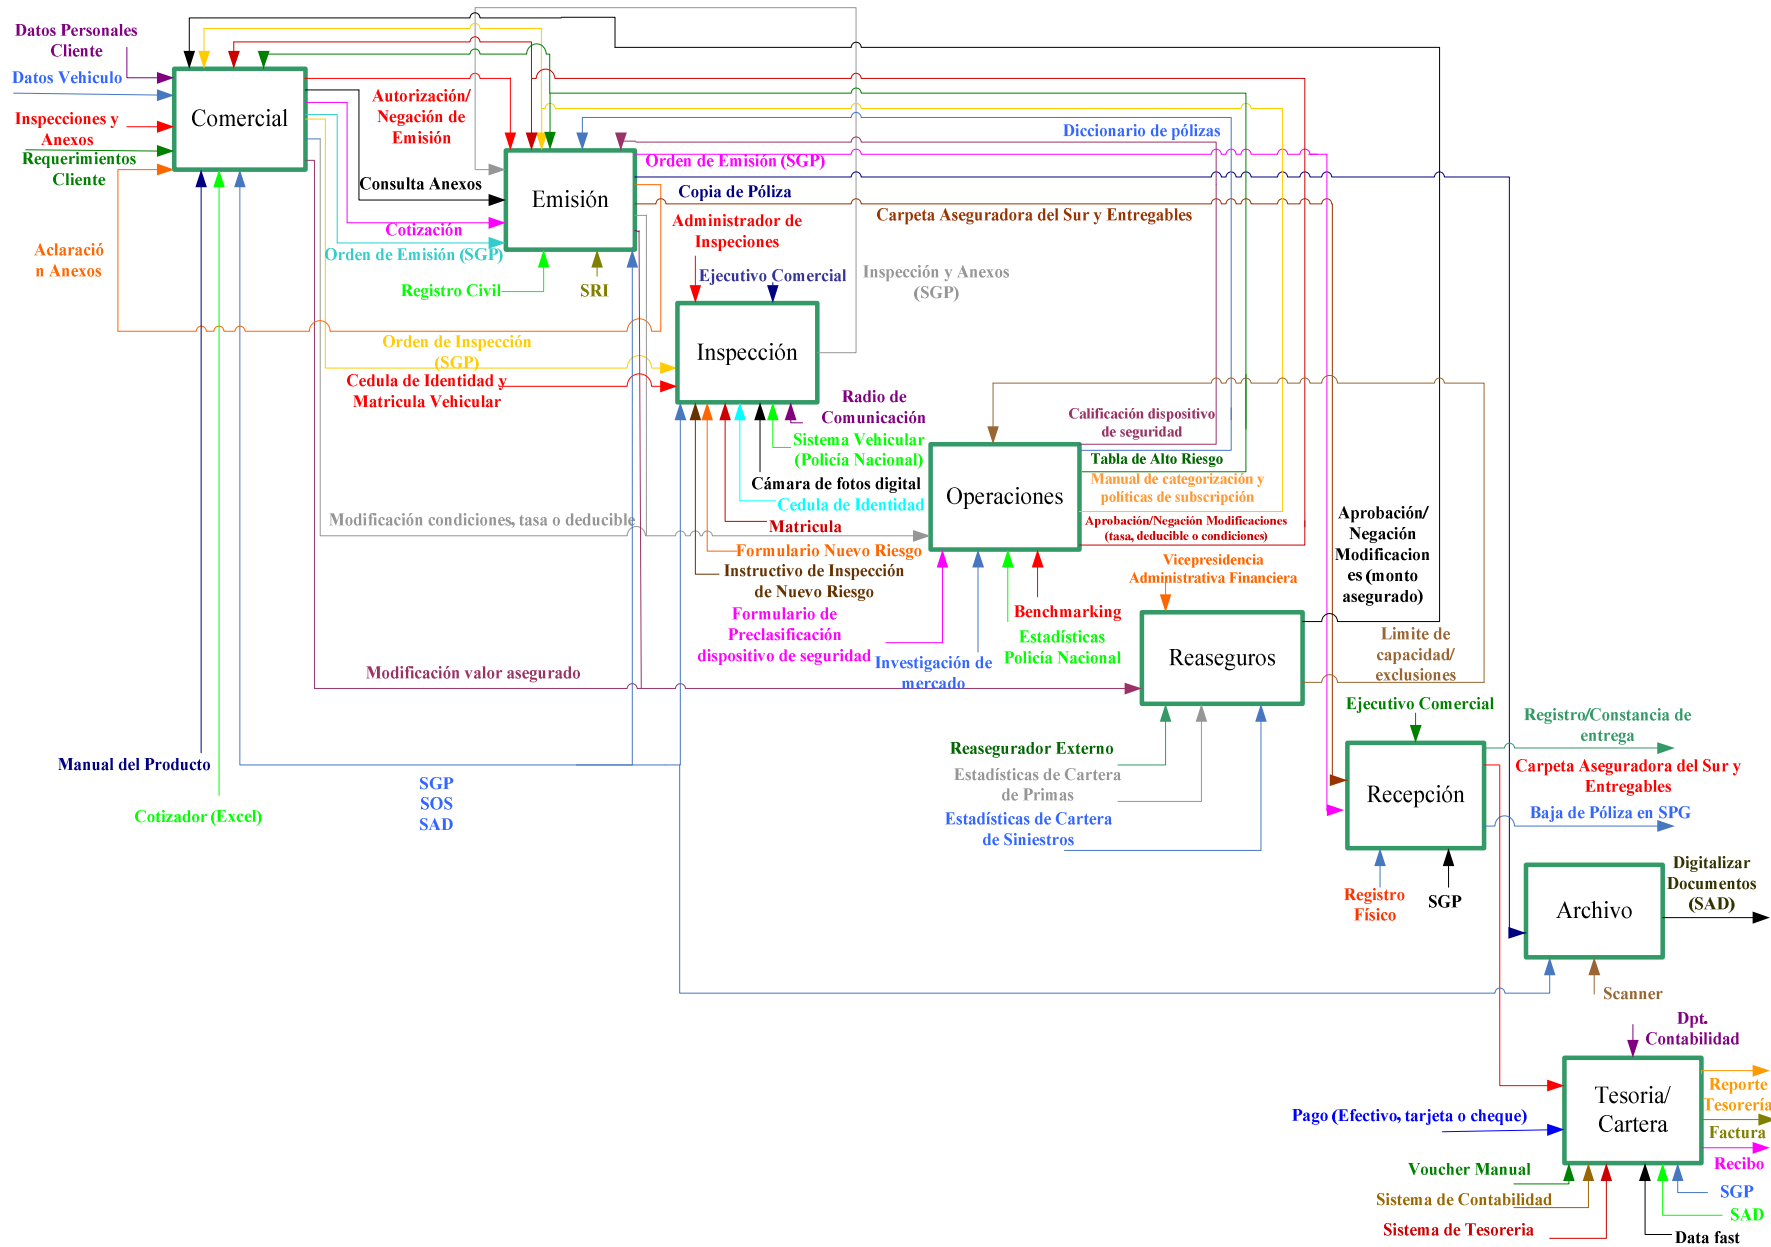 Datos Personales
Cliente
Datos Vehiculo
Inspecciones y
Anexos
Requerimientos
Cliente
Comercial
Autorización/
Negación de
Emisión
Consulta Anexos
Cotización
Orden de Emisión (SGP)
Aclaració
n Anexos
Emisión
Registro Civil
SRI
Diccionario de pólizas
Orden de Emisión (SGP)
Copia de Póliza
Carpeta Aseguradora del Sur y Entregables
Administrador de
Inspeciones
Ejecutivo Comercial
Inspección y Anexos
(SGP)
Inspección
Orden de Inspección
(SGP)
Cedula de Identidad y
Matricula Vehicular
Radio de
Comunicación
Sistema Vehicular
(Policía Nacional)
Cámara de fotos digital
Cedula de Identidad
Matricula
Formulario Nuevo Riesgo
Instructivo de Inspección
de Nuevo Riesgo
Modificación condiciones, tasa o deducible
Operaciones
Calificación dispositivo
de seguridad
Tabla de Alto Riesgo
Manual de categorización y
políticas de subscripción
Aprobación/Negación Modificaciones
(tasa, deducible o condiciones)
Formulario de
Preclasificación
dispositivo de seguridad
Investigación de
mercado
Estadísticas
Policía Nacional
Benchmarking
Aprobación/
Negación
Modificacion
es (monto
asegurado)
Vicepresidencia
Administrativa Financiera
Reaseguros
Limite de
capacidad/
exclusiones
Modificación valor asegurado
Reasegurador Externo
Estadísticas de Cartera
de Primas
Estadísticas de Cartera
de Siniestros
Manual del Producto
Cotizador (Excel)
SGP
SOS
SAD
Ejecutivo Comercial
Recepción
Registro/Constancia de
entrega
Carpeta Aseguradora del Sur y
Entregables
Baja de Póliza en SPG
Registro
Físico
SGP
Archivo
Digitalizar
Documentos
(SAD)
Scanner
Dpt.
Contabilidad
Tesoria/
Cartera
Pago (Efectivo, tarjeta o cheque)
Reporte
Tesorería
Factura
Recibo
Voucher Manual
Sistema de Contabilidad
Sistema de Tesoreria
SGP
SAD
Data fast